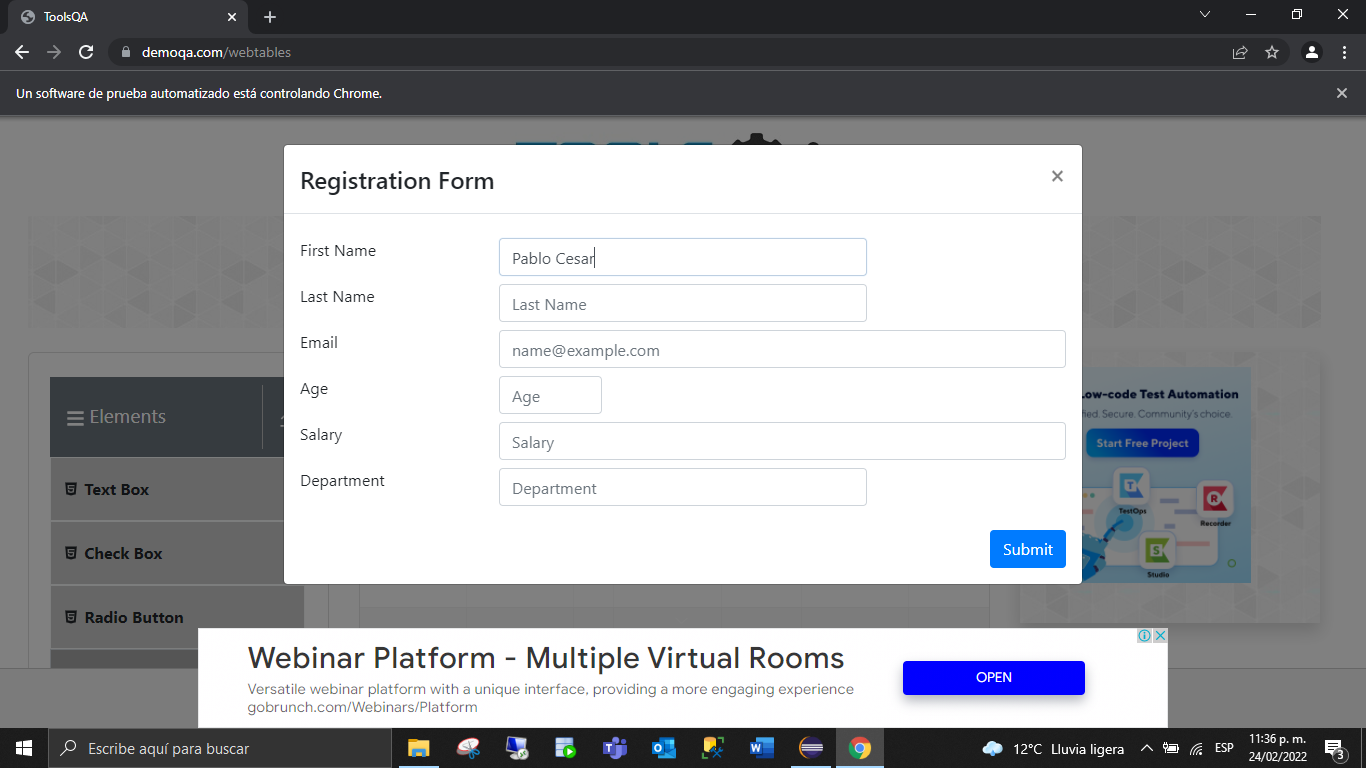 ToolsQA
demoqa.com/webtables
Un software de prueba automatizado está controlando Chrome.
Registration Form
×
First Name
Pablo Cesar
Last Name
Last Name
Email
name@example.com
Age
Age
Salary
Salary
Department
Department
Submit
Elements
Text Box
Check Box
Radio Button
ow-code Test Automation
fied. Secure. Community's choice.
Start Free Project
TestOps
Recorder
Studio
Webinar Platform - Multiple Virtual Rooms
Versatile webinar platform with a unique interface, providing a more engaging experience
gobrunch.com/Webinars/Platform
OPEN
Escribe aquí para buscar
12°C Lluvia ligera
ESP
11:36 p. m.
24/02/2022
3